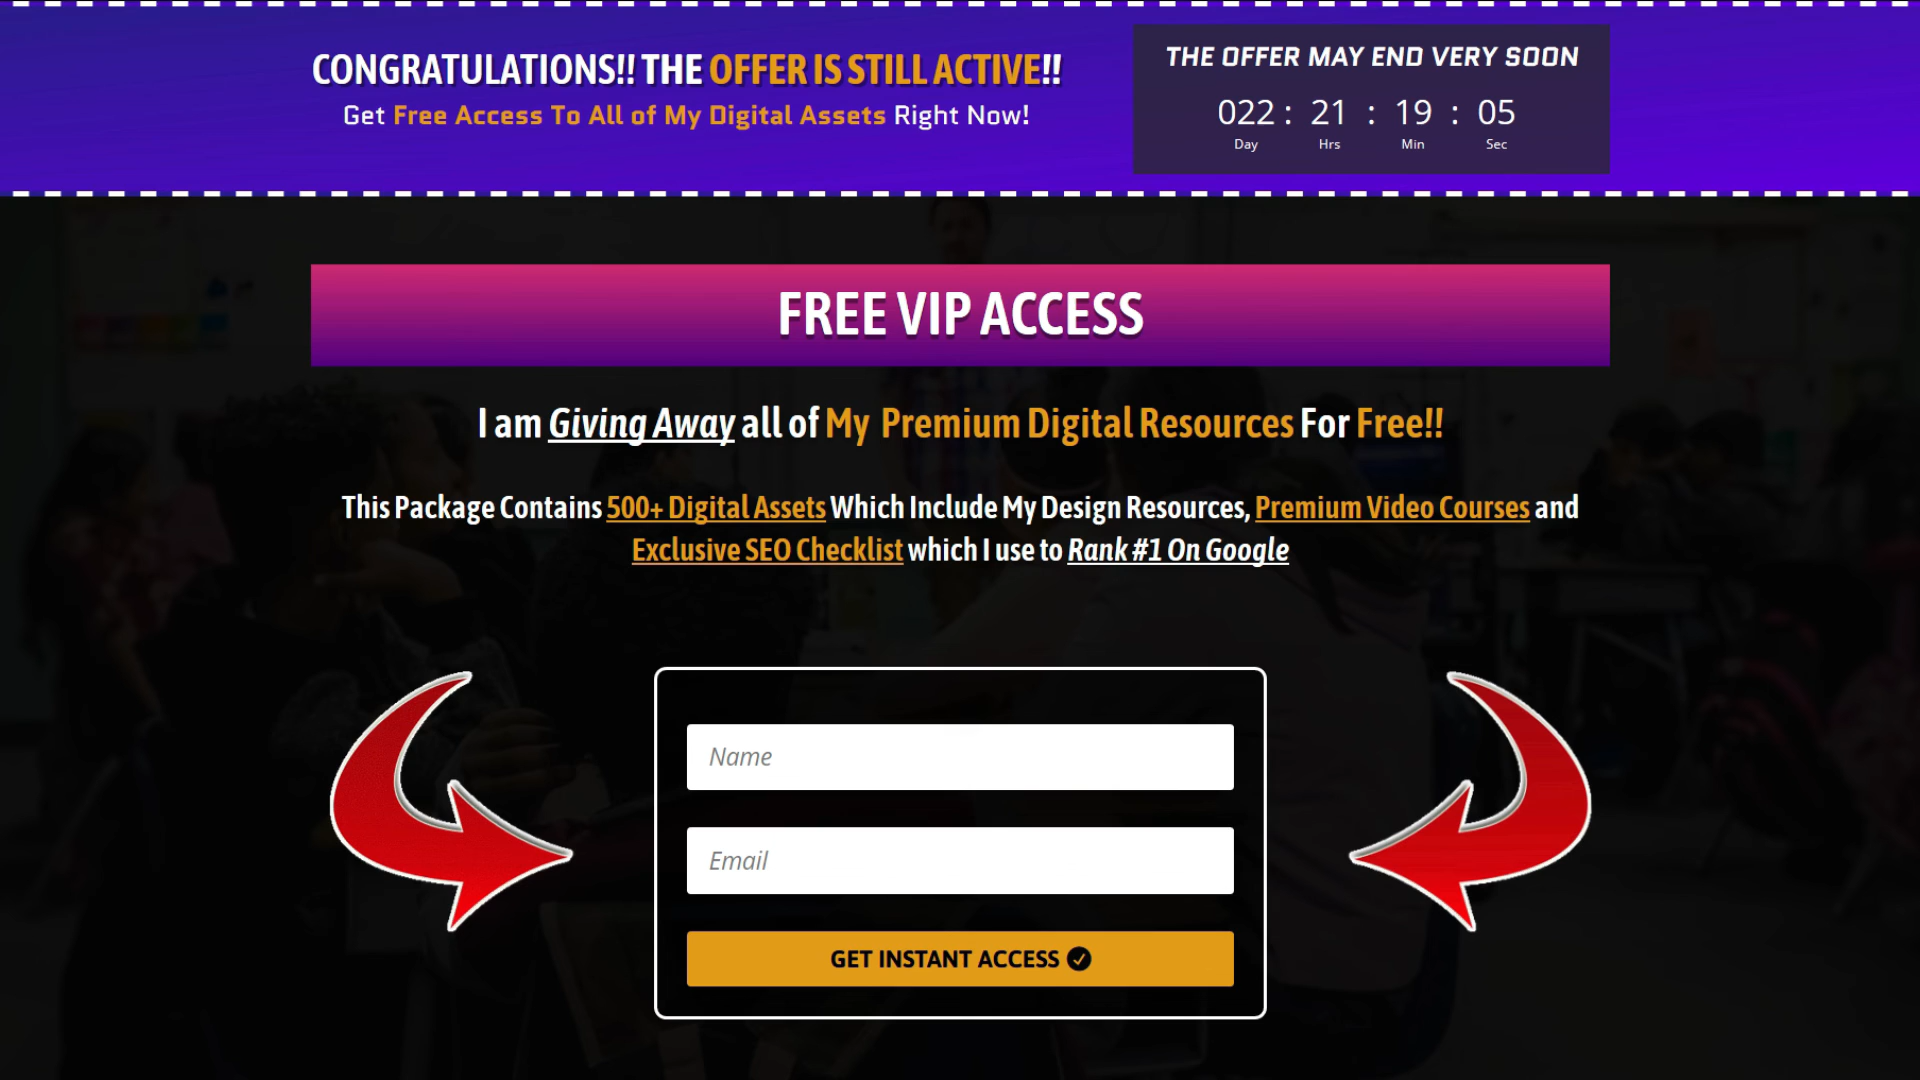 CONGRATULATIONS!! THE OFFER IS STILL ACTIVE!!
Get Free Access To All of My Digital Assets Right Now!
THE OFFER MAY END VERY SOON
022 : 21 : 19 : 05
Day Hrs Min Sec
FREE VIP ACCESS
I am Giving Away all of My Premium Digital Resources For Free!!
This Package Contains 500+ Digital Assets Which Include My Design Resources, Premium Video Courses and
Exclusive SEO Checklist which I use to Rank #1 On Google
Name
Email
GET INSTANT ACCESS